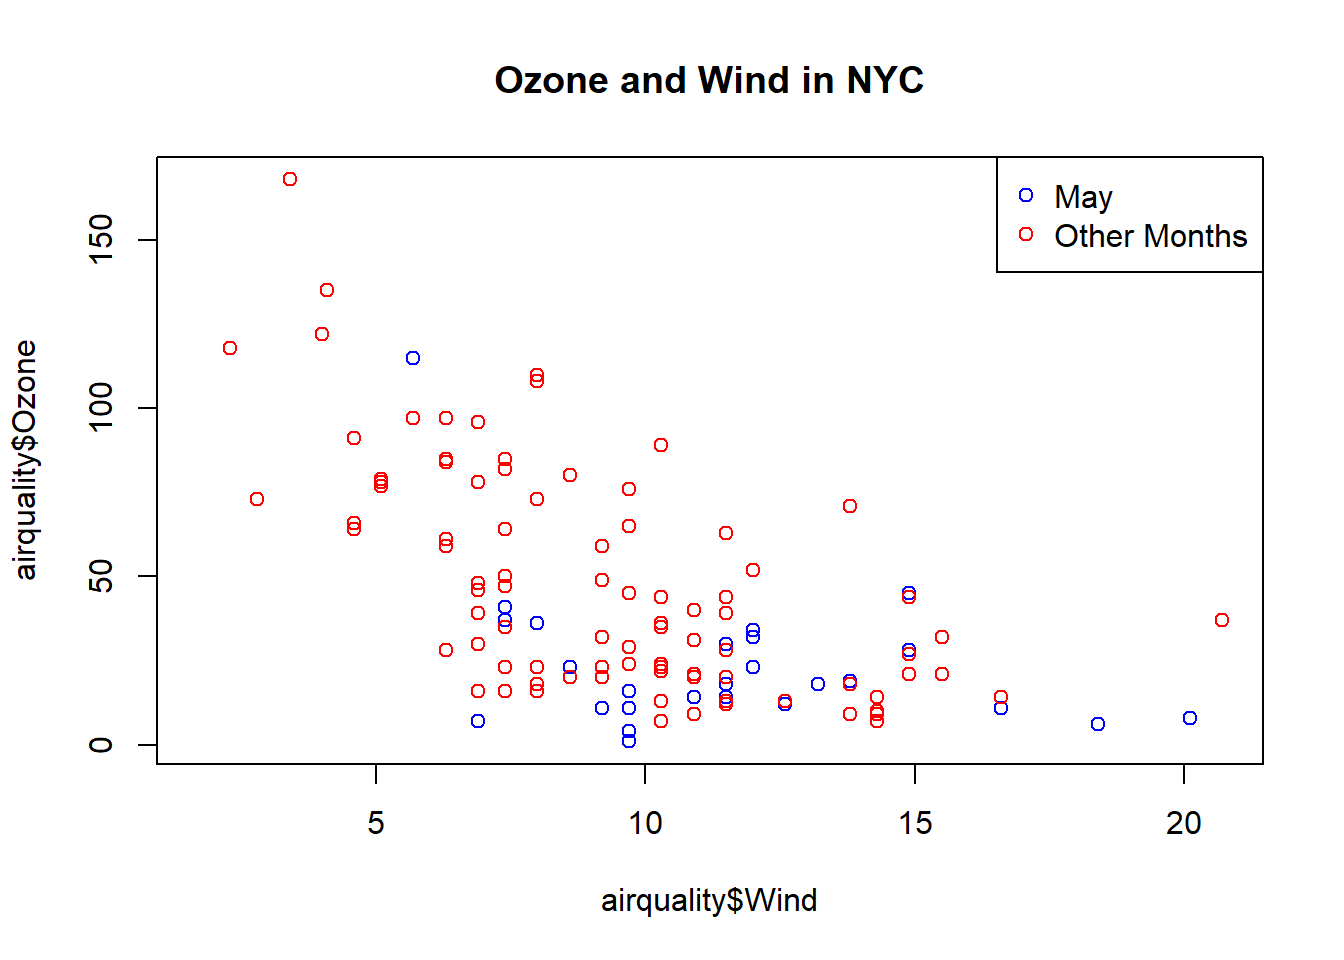 Ozone and Wind in NYC
May
Other Months
airquality$Ozone
150
100
50
0
5 10 15 20
airquality$Wind